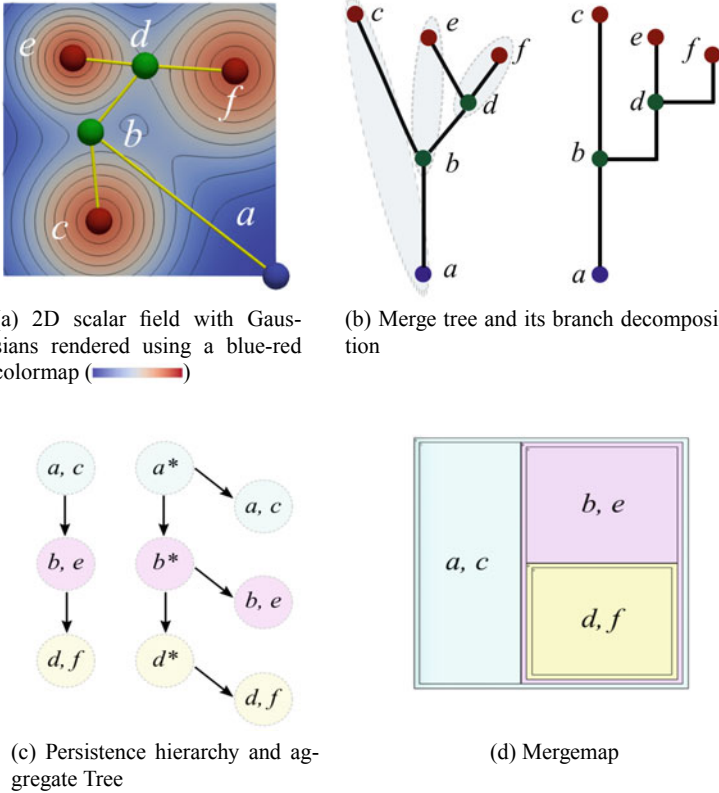 e
d
f
b
a
c
c
e
f
d
b
a
c
e
f
d
b
a
(a) 2D scalar field with Gaus-
sians rendered using a blue-red
colormap ( )
(b) Merge tree and its branch decomposi-
tion
a, c
a*
a, c
b, e
b*
b, e
d, f
d*
d, f
a, c
b, e
d, f
(c) Persistence hierarchy and ag-
gregate Tree
(d) Mergemap